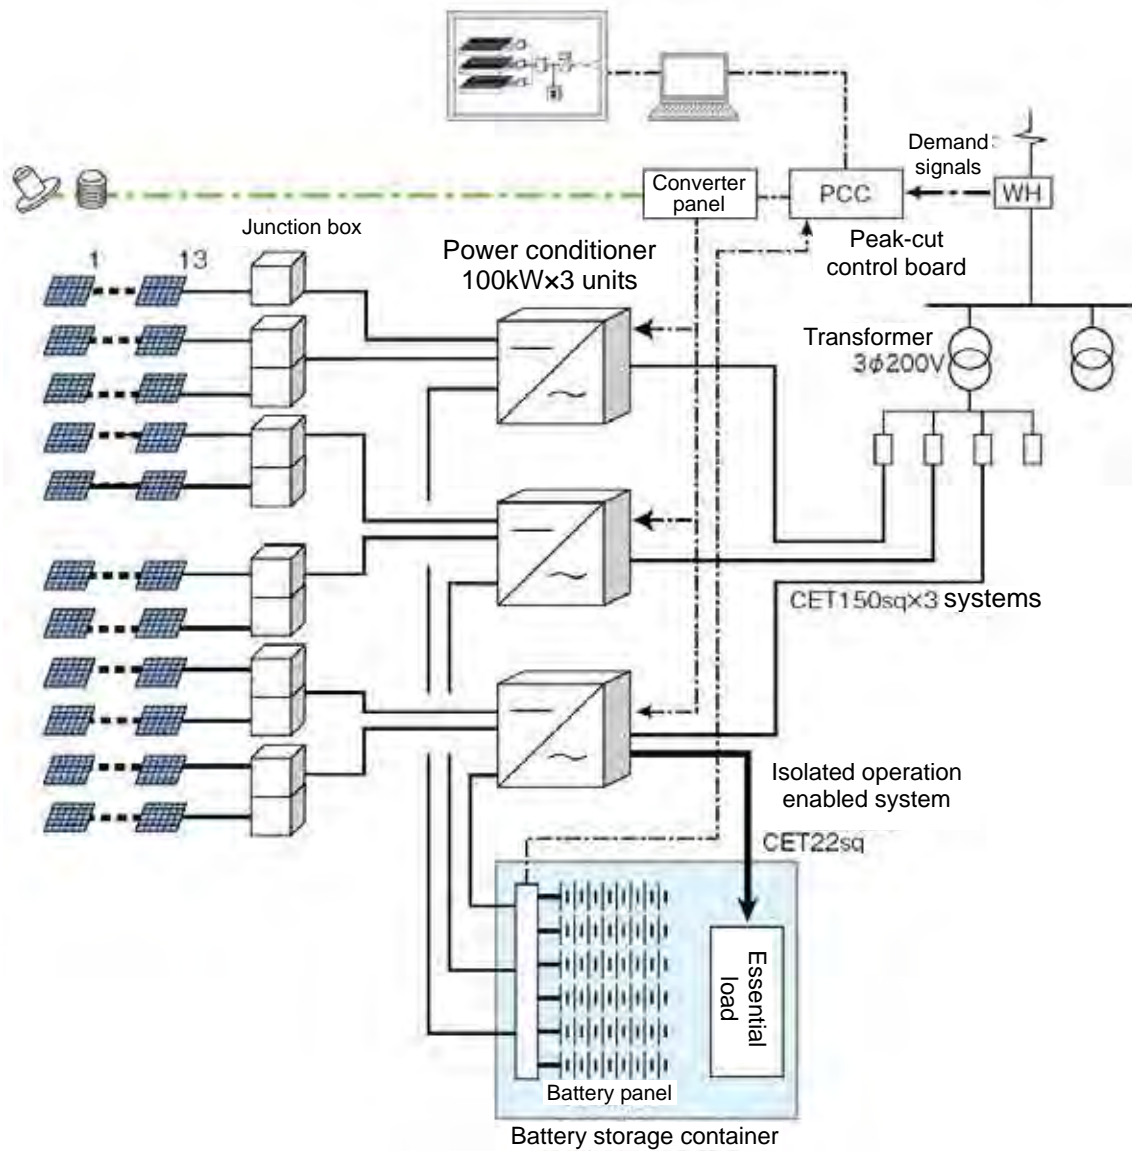 Demand
signals
Converter
panel
PCC
WH
Junction box
Power conditioner
100kW×3 units
Peak-cut
control board
1 13
Transformer
3φ200V
CET150sq×3 systems
Isolated operation
enabled system
CET22sq
Essential
load
Battery panel
Battery storage container